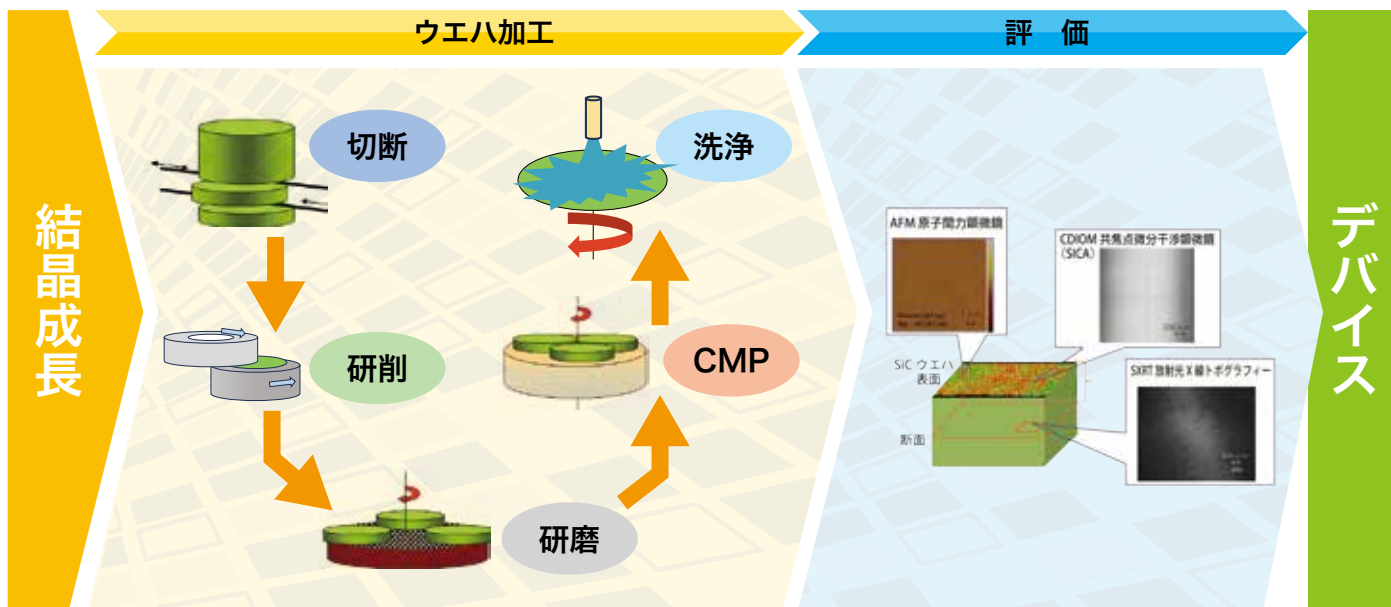 結晶成長
ウエハ加工
切断
研削
研磨
CMP
洗浄
評 価
AFM 原子間力顕微鏡
CDIOM 共焦点微分干渉顕微鏡
(SICA)
SiC ウエハ
表面
断面
SXRT 放射光X線トポグラフィー
デバイス